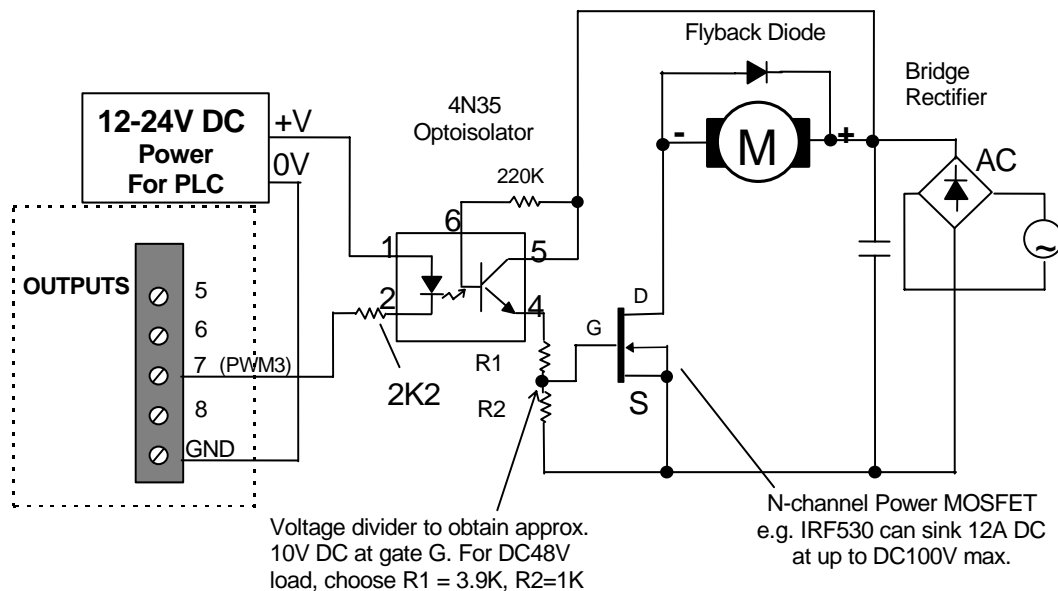 Flyback Diode
Bridge
Rectifier
4N35
Optoisolator
12-24V DC
Power
For PLC
+V
0V
-
M
+
AC
~
220K
6
1
5
2
4
OUTPUTS
5
6
7 (PWM3)
8
GND
2K2
R1
R2
D
G
S
N-channel Power MOSFET
e.g. IRF530 can sink 12A DC
at up to DC100V max.
Voltage divider to obtain approx.
10V DC at gate G. For DC48V
load, choose R1 = 3.9K, R2=1K